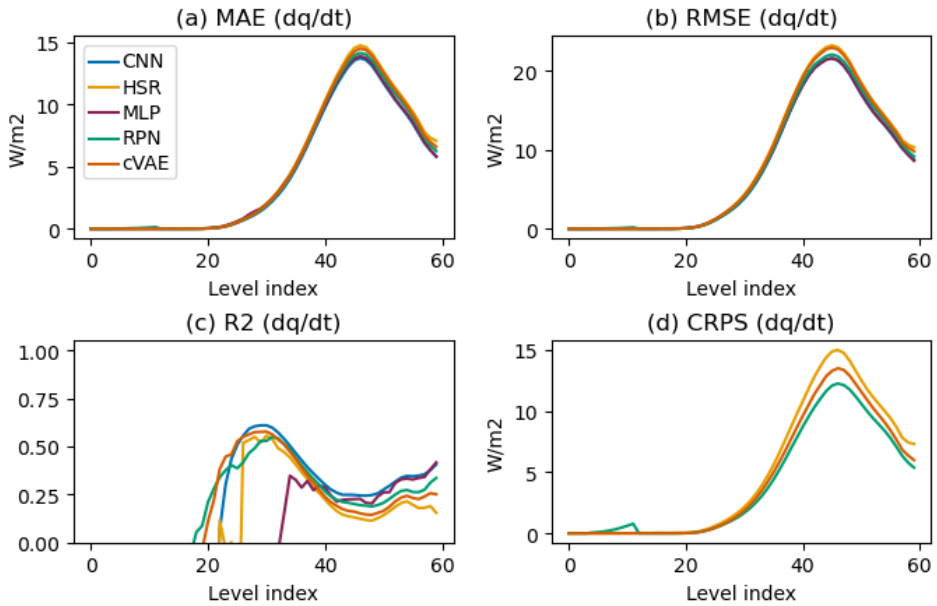 (a) MAE (dq/dt)
15
10
5
0
W/m2
CNN
HSR
MLP
RPN
cVAE
0 20 40 60
Level index
(b) RMSE (dq/dt)
20
10
0
W/m2
0 20 40 60
Level index
(c) R2 (dq/dt)
1.00
0.75
0.50
0.25
0.00
0 20 40 60
Level index
(d) CRPS (dq/dt)
15
10
5
0
W/m2
0 20 40 60
Level index